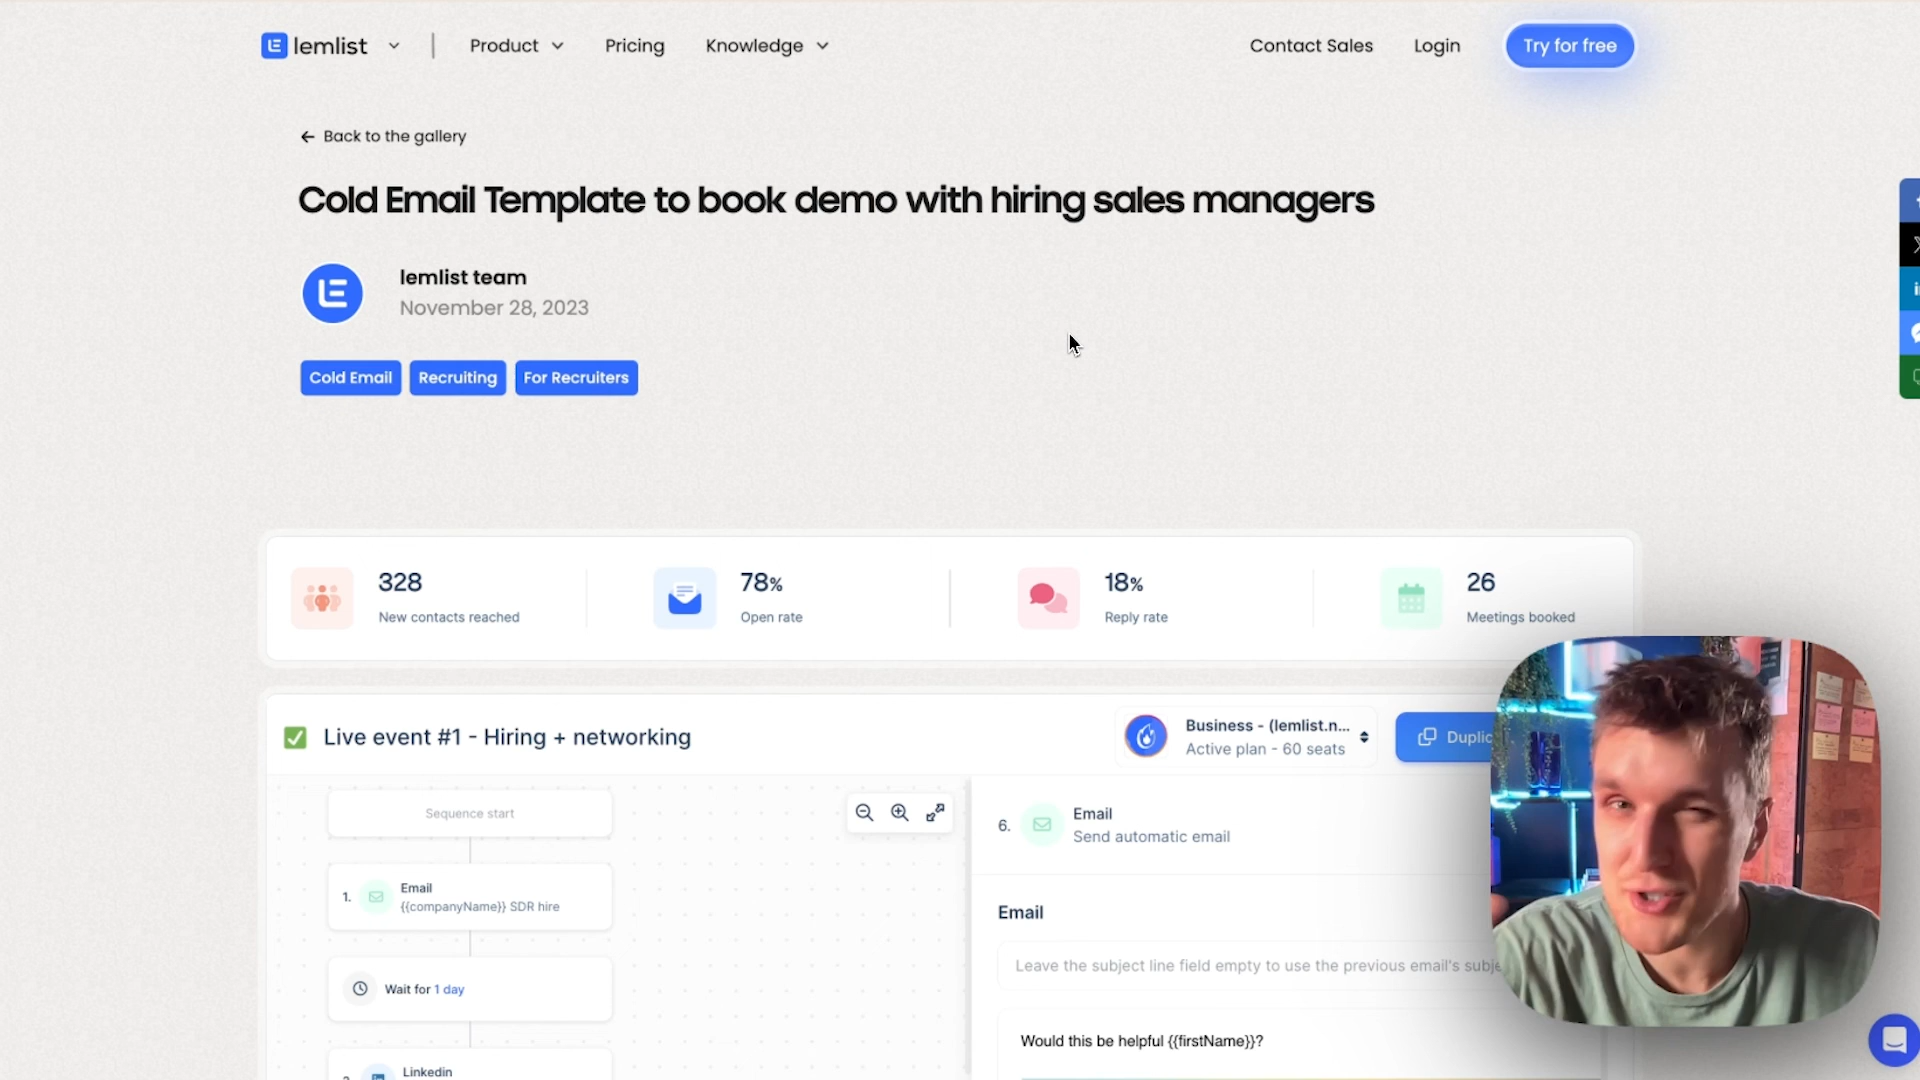 lemlist
Product
Pricing
Knowledge
Contact Sales
Login
Try for free
← Back to the gallery
Cold Email Template to book demo with hiring sales managers
lemlist team
November 28, 2023
Cold Email
Recruiting
For Recruiters
328
New contacts reached
78%
Open rate
18%
Reply rate
26
Meetings booked
Live event #1 - Hiring + networking
Business - (lemlist.n...
Active plan - 60 seats
Sequence start
1.
Email
{{companyName}} SDR hire
Wait for 1 day
Linkedin
6.
Email
Send automatic email
Email
Leave the subject line field empty to use the previous email's
Would this be helpful {{firstName}}?